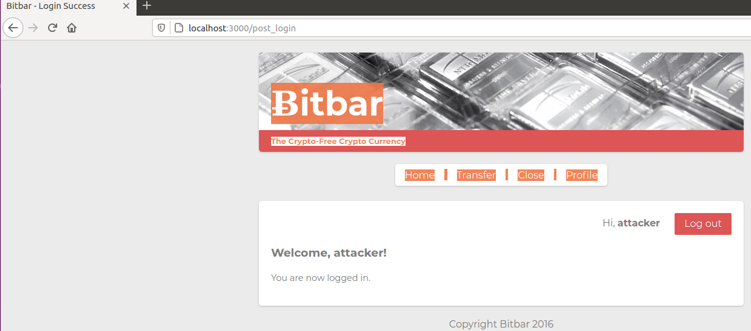 Bitbar - Login Success
localhost:3000/post_login
Ƀitbar
The Crypto-Free Crypto Currency
Home | Transfer | Close | Profile
Hi, attacker Log out
Welcome, attacker!
You are now logged in.
Copyright Bitbar 2016